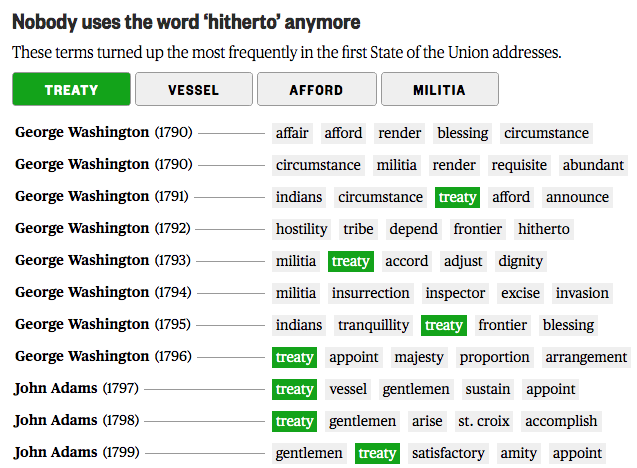 Nobody uses the word ‘hitherto’ anymore
These terms turned up the most frequently in the first State of the Union addresses.
TREATY VESSEL AFFORD MILITIA
George Washington (1790) affair afford render blessing circumstance
George Washington (1790) circumstance militia render requisite abundant
George Washington (1791) indians circumstance treaty afford announce
George Washington (1792) hostility tribe depend frontier hitherto
George Washington (1793) militia treaty accord adjust dignity
George Washington (1794) militia insurrection inspector excise invasion
George Washington (1795) indians tranquillity treaty frontier blessing
George Washington (1796) treaty appoint majesty proportion arrangement
John Adams (1797) treaty vessel gentlemen sustain appoint
John Adams (1798) treaty gentlemen arise st. croix accomplish
John Adams (1799) gentlemen treaty satisfactory amity appoint